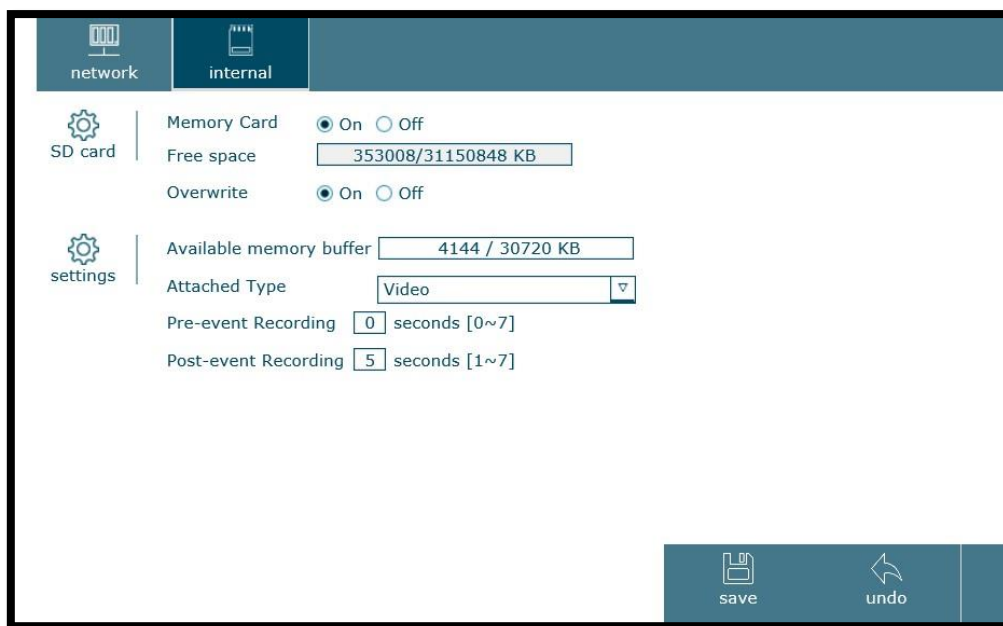 network internal
SD card
Memory Card On Off
Free space 353008/31150848 KB
Overwrite On Off
settings
Available memory buffer 4144 / 30720 KB
Attached Type Video
Pre-event Recording 0 seconds [0~7]
Post-event Recording 5 seconds [1~7]
save undo